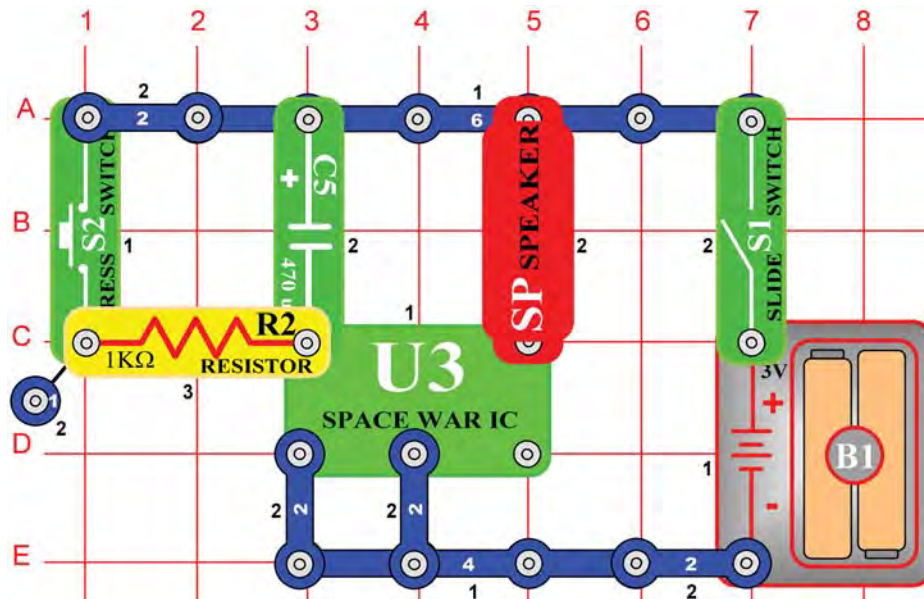 1 2 3 4 5 6 7 8
A
2 1
2 6
S2
PRESS SWITCH
C5
+
470 u
SP SPEAKER
S1
SLIDE SWITCH
B
1 2 2 2
1
C
R2
1KΩ
RESISTOR
U3
SPACE WAR IC
3V
+
1
2
3
D
B1
1
-
2 2 2 2
E
4 2
1 2